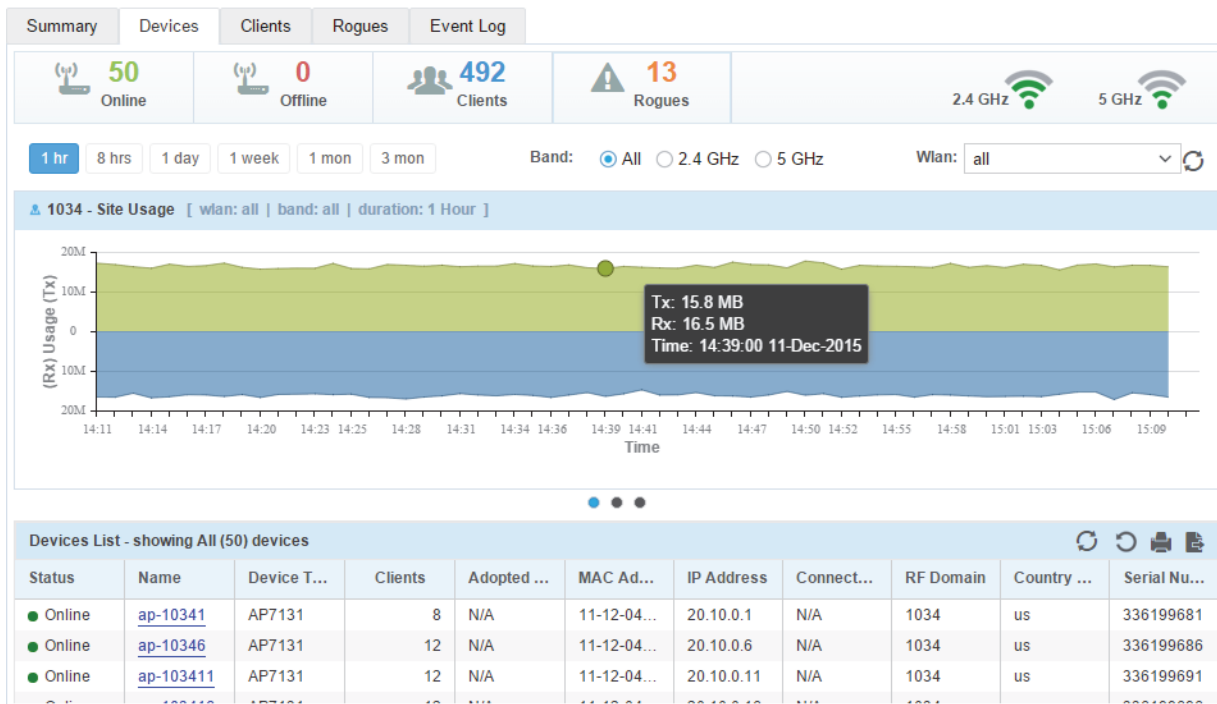 Summary Devices Clients Rogues Event Log
50 0 492 13
Online Offline Clients Rogues 2.4 GHz 5 GHz
1 hr 8 hrs 1 day 1 week 1 mon 3 mon Band: All 2.4 GHz 5 GHz Wlan: all
1034 - Site Usage [ wlan: all | band: all | duration: 1 Hour ]
20M
10M
0
10M
20M
(Rx) Usage (Tx)
Tx: 15.8 MB
Rx: 16.5 MB
Time: 14:39:00 11-Dec-2015
14:11 14:14 14:17 14:20 14:23 14:25 14:28 14:31 14:34 14:36 14:39 14:41 14:44 14:47 14:50 14:52 14:55 14:58 15:01 15:03 15:06 15:09
Time
Devices List - showing All (50) devices
Status Name Device T... Clients Adopted ... MAC Ad... IP Address Connect... RF Domain Country ... Serial Nu...
Online ap-10341 AP7131 8 N/A 11-12-04... 20.10.0.1 N/A 1034 us 336199681
Online ap-10346 AP7131 12 N/A 11-12-04... 20.10.0.6 N/A 1034 us 336199686
Online ap-103411 AP7131 12 N/A 11-12-04... 20.10.0.11 N/A 1034 us 336199691